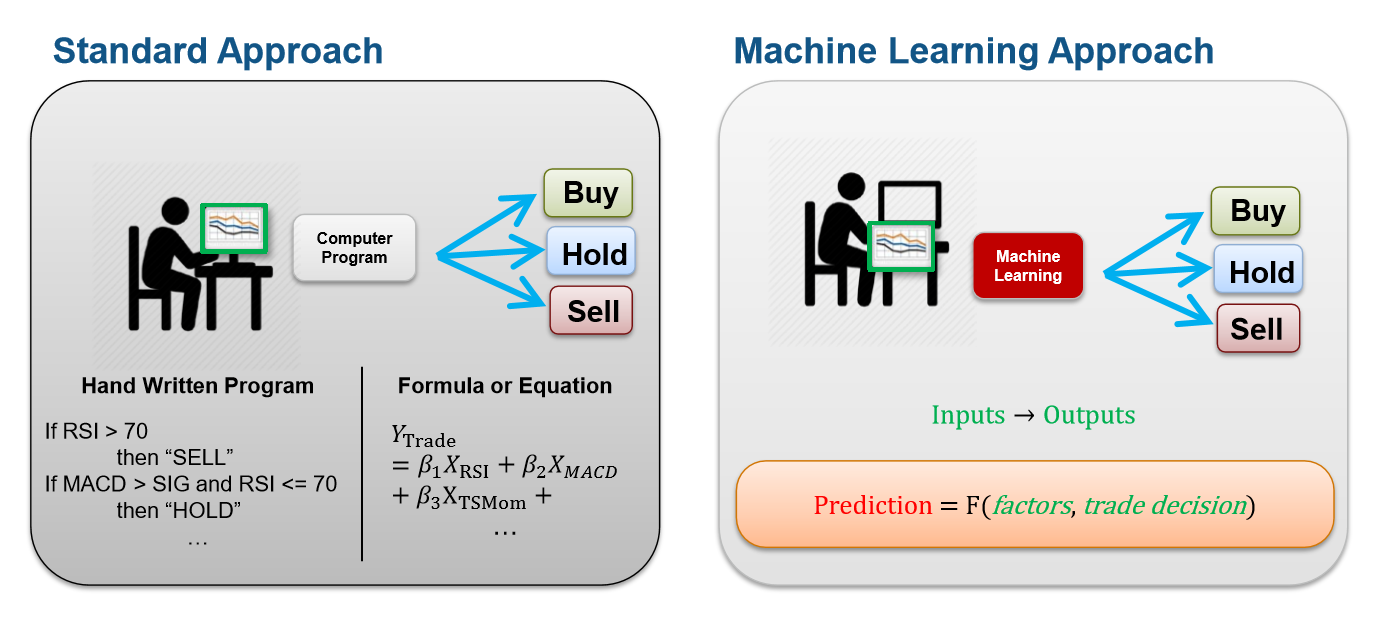 Standard Approach
Computer
Program
Buy
Hold
Sell
Hand Written Program
If RSI > 70
then “SELL”
If MACD > SIG and RSI <= 70
then “HOLD”
…
Formula or Equation
Y_Trade
= β₁X_RSI + β₂X_MACD
+ β₃X_TSMom +
…
Machine Learning Approach
Machine
Learning
Buy
Hold
Sell
Inputs → Outputs
Prediction = F(factors, trade decision)